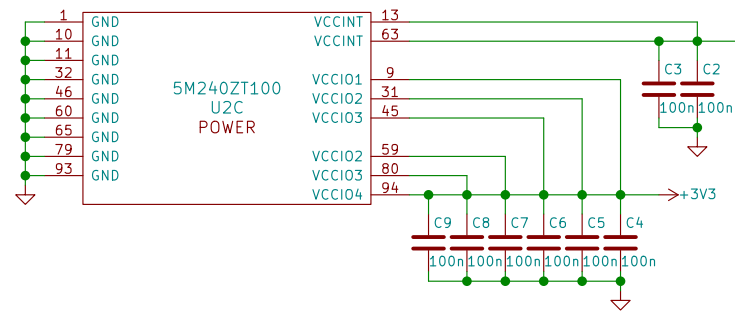 1 GND VCCINT 13
10 GND VCCINT 63
11 GND
32 GND VCCIO1 9
46 GND VCCIO2 31
60 GND VCCIO3 45
65 GND
79 GND VCCIO2 59
93 GND VCCIO3 80
VCCIO4 94
5M240ZT100
U2C
POWER
C3 C2
100n 100n
+3V3
C9 C8 C7 C6 C5 C4
100n 100n 100n 100n 100n 100n